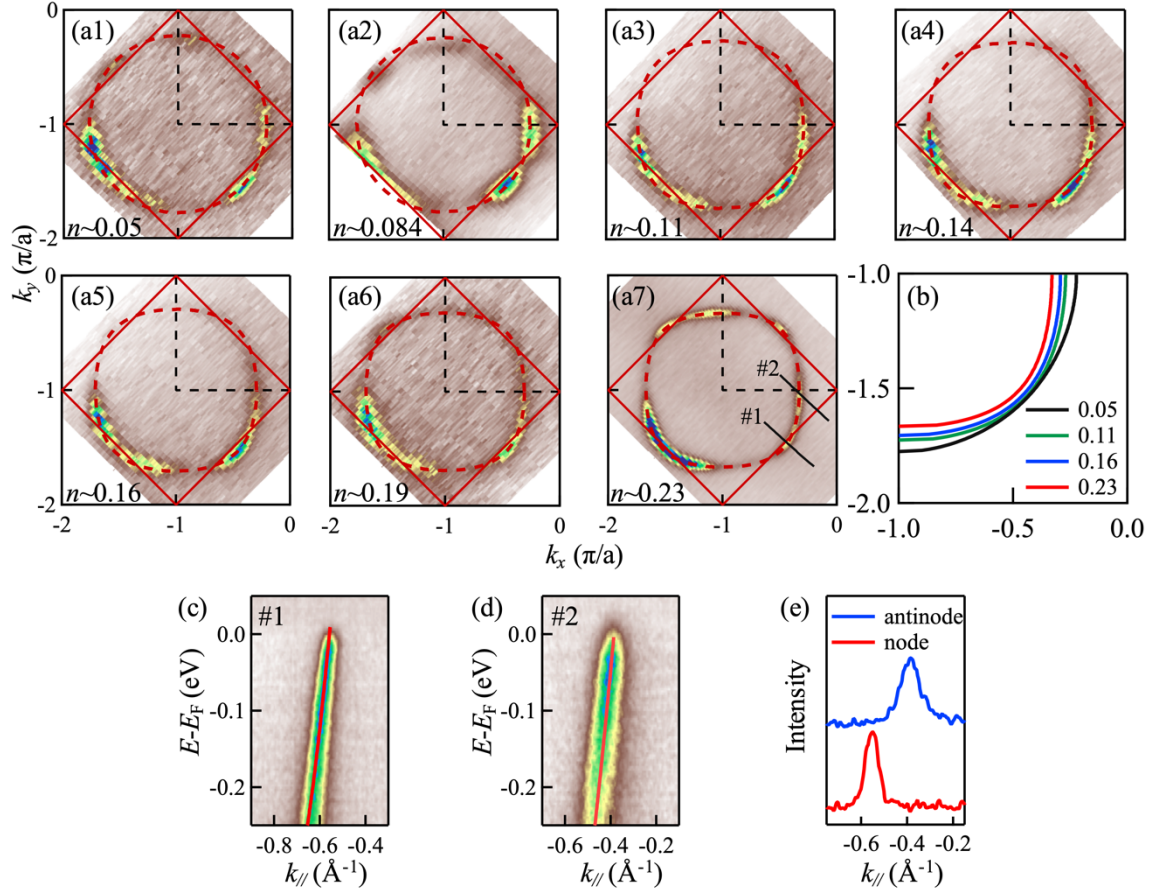 (a1) (a2) (a3) (a4)
0
-1
-2
n~0.05 n~0.084 n~0.11 n~0.14
k_y (π/a)
(a5) (a6) (a7) (b)
0
-1
-2
#2
#1
n~0.16 n~0.19 n~0.23
-2 -1 0 -2 -1 0 -2 -1 0
-1.0
-1.5
-2.0
0.05
0.11
0.16
0.23
-1.0 -0.5 0.0
k_x (π/a)
(c) #1
0.0
-0.1
-0.2
E-E_F (eV)
-0.8 -0.6 -0.4
k_// (Å⁻¹)
(d) #2
0.0
-0.1
-0.2
E-E_F (eV)
-0.6 -0.4 -0.2
k_// (Å⁻¹)
(e)
antinode
node
Intensity
-0.6 -0.4 -0.2
k_// (Å⁻¹)